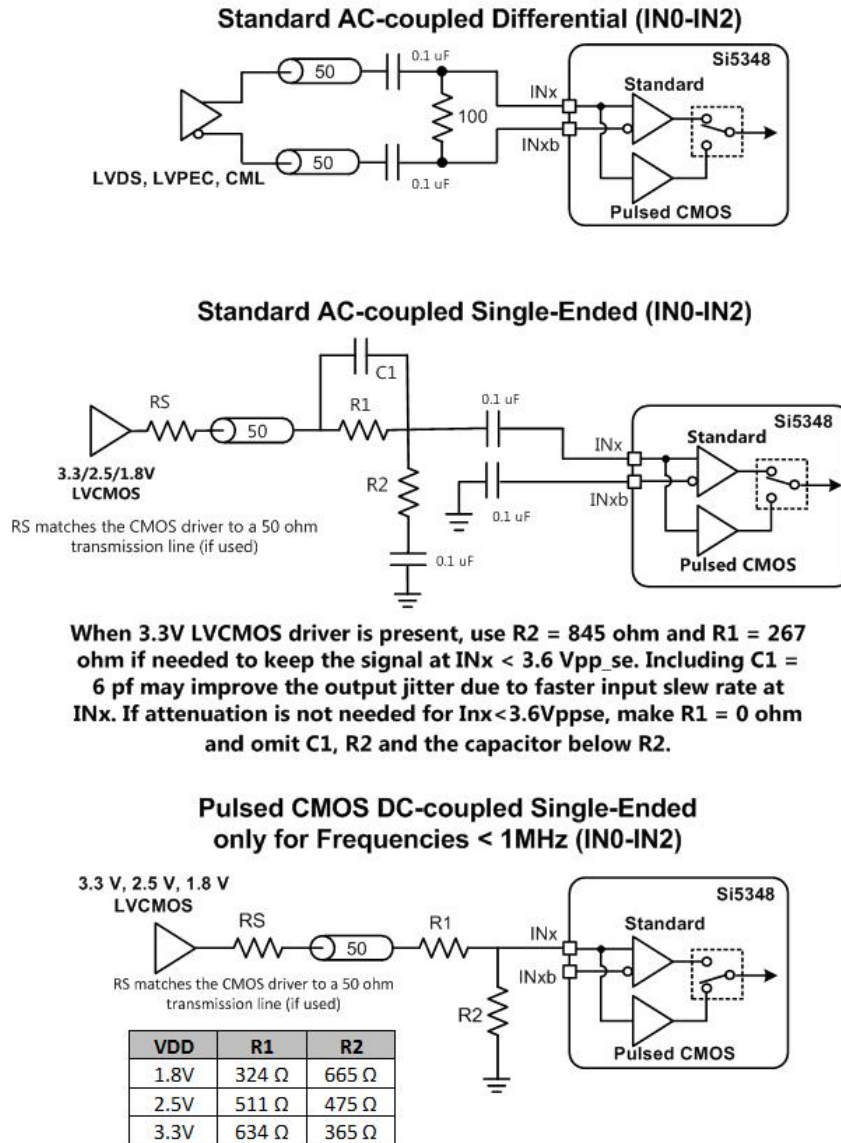 Standard AC-coupled Differential (IN0-IN2)
0.1 uF
Si5348
50
INx
Standard
100
INxb
50
0.1 uF
LVDS, LVPEC, CML
Pulsed CMOS
Standard AC-coupled Single-Ended (IN0-IN2)
C1
RS
R1
0.1 uF
Si5348
50
INx
Standard
3.3/2.5/1.8V
LVCMOS
R2
INxb
RS matches the CMOS driver to a 50 ohm
transmission line (if used)
0.1 uF
0.1 uF
Pulsed CMOS
When 3.3V LVCMOS driver is present, use R2 = 845 ohm and R1 = 267
ohm if needed to keep the signal at INx < 3.6 Vpp_se. Including C1 =
6 pf may improve the output jitter due to faster input slew rate at
INx. If attenuation is not needed for Inx<3.6Vppse, make R1 = 0 ohm
and omit C1, R2 and the capacitor below R2.
Pulsed CMOS DC-coupled Single-Ended
only for Frequencies < 1MHz (IN0-IN2)
3.3 V, 2.5 V, 1.8 V
LVCMOS
Si5348
RS
R1
INx
Standard
50
INxb
RS matches the CMOS driver to a 50 ohm
transmission line (if used)
R2
Pulsed CMOS
VDD R1 R2
1.8V 324 Ω 665 Ω
2.5V 511 Ω 475 Ω
3.3V 634 Ω 365 Ω